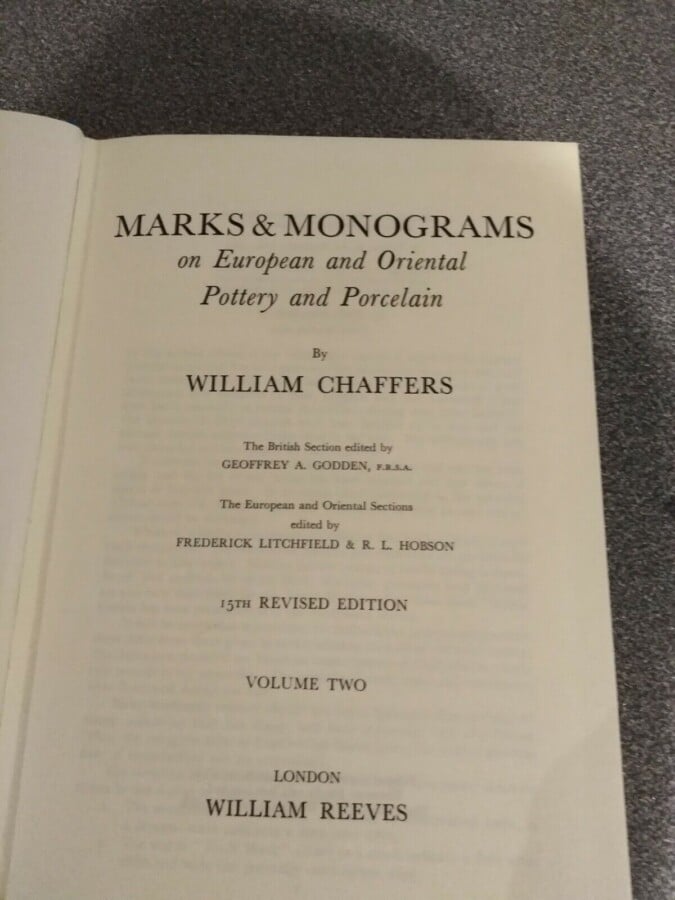 MARKS & MONOGRAMS
on European and Oriental
Pottery and Porcelain
By
WILLIAM CHAFFERS
The British Section edited by
GEOFFREY A. GODDEN, F.R.S.A.
The European and Oriental Sections
edited by
FREDERICK LITCHFIELD & R. L. HOBSON
15TH REVISED EDITION
VOLUME TWO
LONDON
WILLIAM REEVES